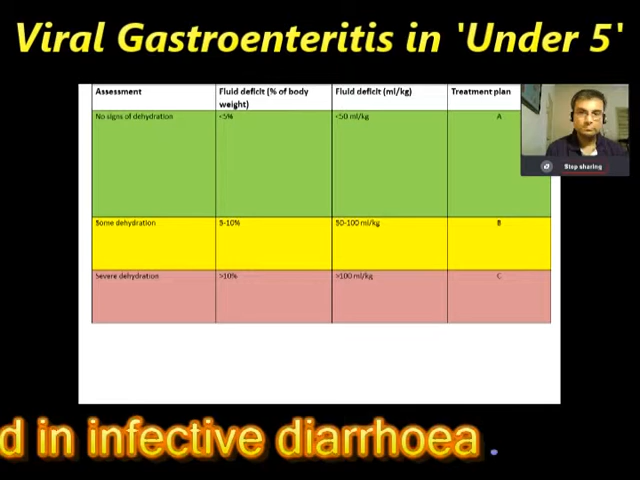 Viral Gastroenteritis in 'Under 5'
Assessment Fluid deficit (% of body weight) Fluid deficit (ml/kg) Treatment plan
No signs of dehydration <5% <50 ml/kg A
Some dehydration 5-10% 50-100 ml/kg B
Severe dehydration >10% >100 ml/kg C
Stop sharing
d in infective diarrhoea .